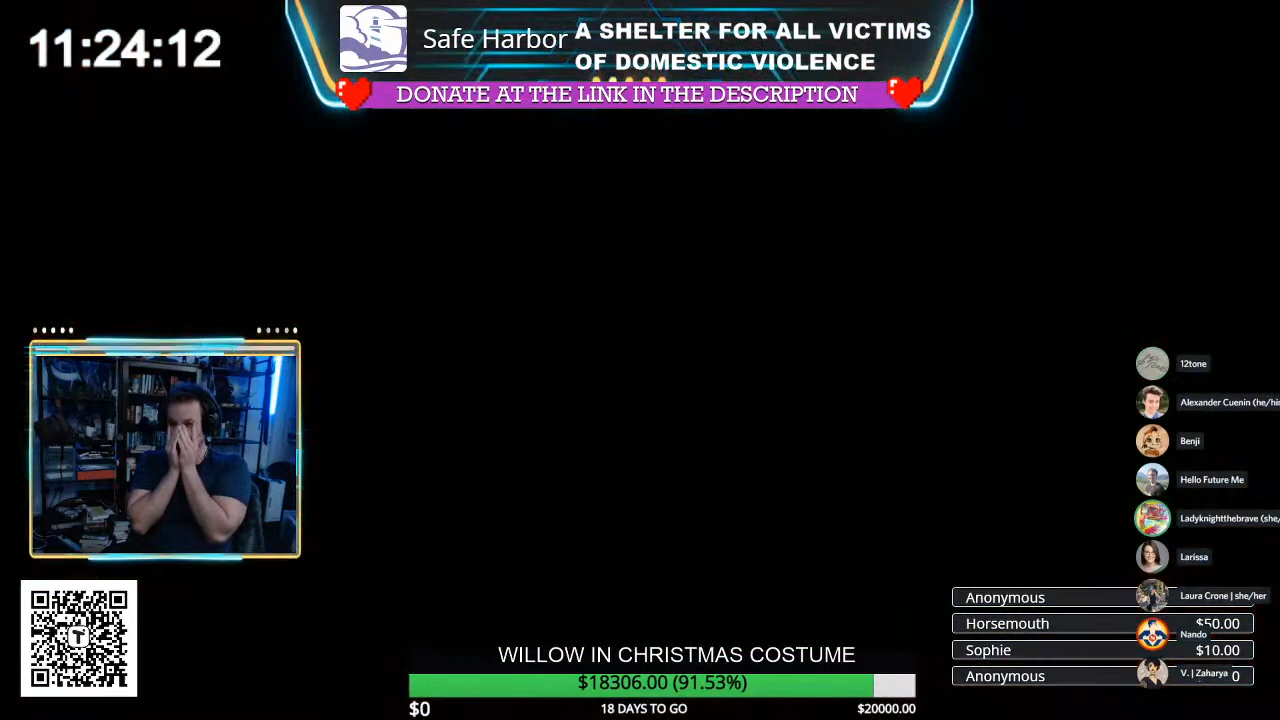 11:24:12
Safe Harbor
A SHELTER FOR ALL VICTIMS
OF DOMESTIC VIOLENCE
DONATE AT THE LINK IN THE DESCRIPTION
12tone
Alexander Cuenin (he/hi
Benji
Hello Future Me
Ladyknightthebrave (she/
Larissa
Laura Crone | she/her
Nando
V. | Zaharya
Anonymous
Horsemouth $50.00
Sophie $10.00
Anonymous 0
WILLOW IN CHRISTMAS COSTUME
$18306.00 (91.53%)
$0 18 DAYS TO GO $20000.00
T